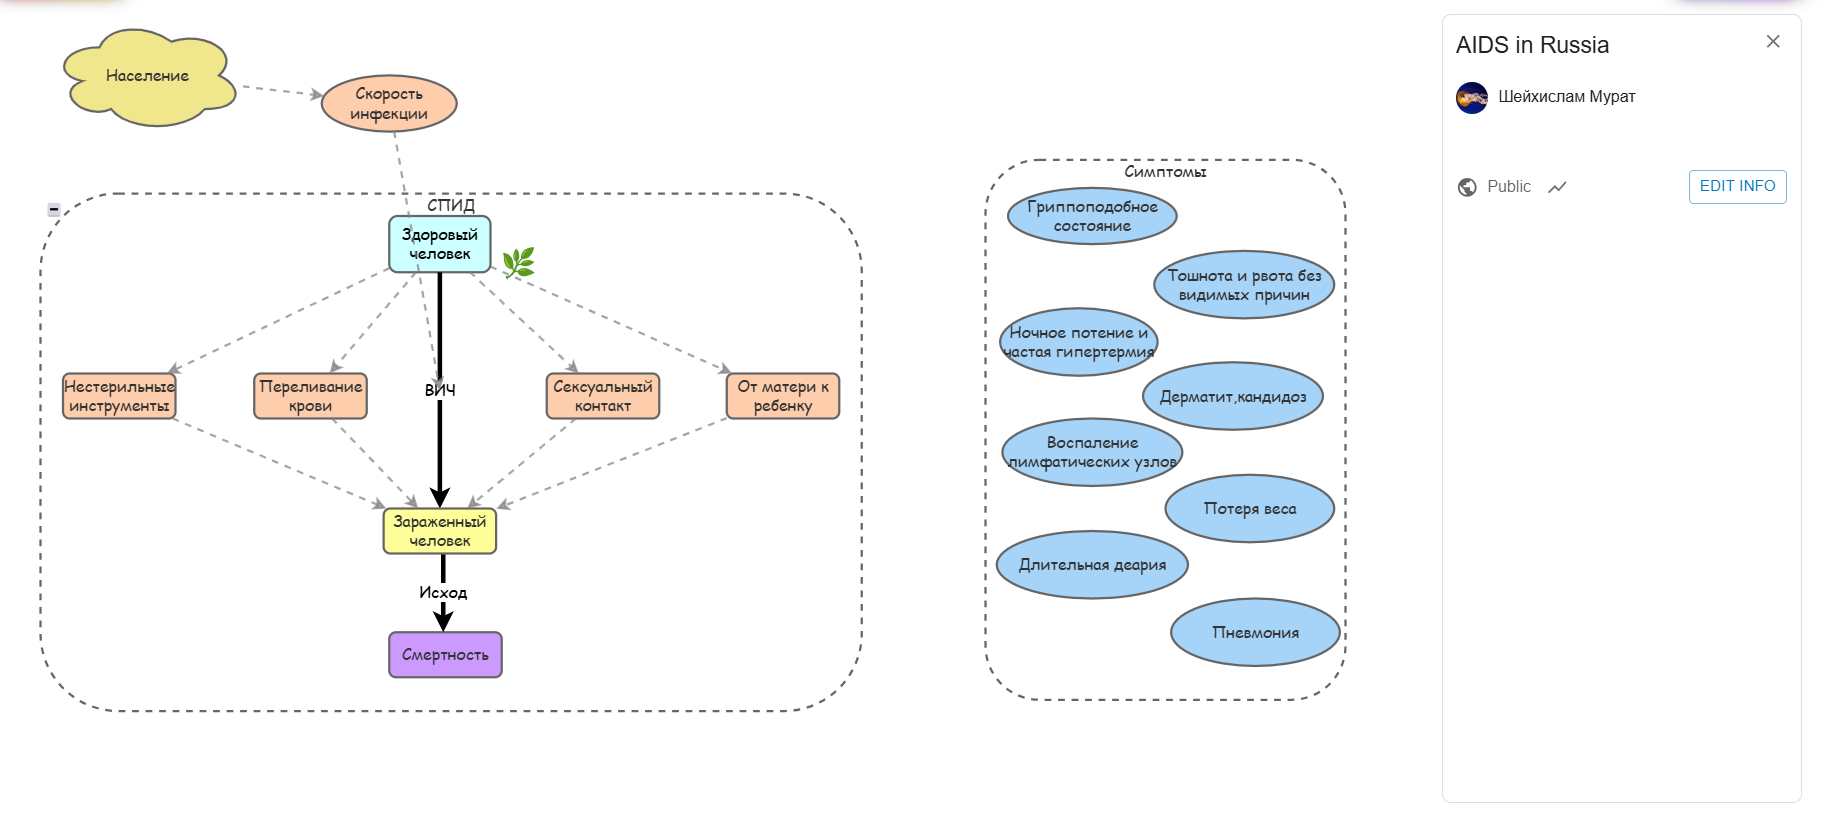 Население
Скорость
инфекции
СПИД
Здоровый
человек
Нестерильные
инструменты
Переливание
крови
ВИЧ
Сексуальный
контакт
От матери к
ребенку
Зараженный
человек
Исход
Смертность
Симптомы
Гриппоподобное
состояние
Тошнота и рвота без
видимых причин
Ночное потение и
частая гипертермия
Дерматит,кандидоз
Воспаление
лимфатических узлов
Потеря веса
Длительная деария
Пневмония
AIDS in Russia
Шейхислам Мурат
Public
EDIT INFO